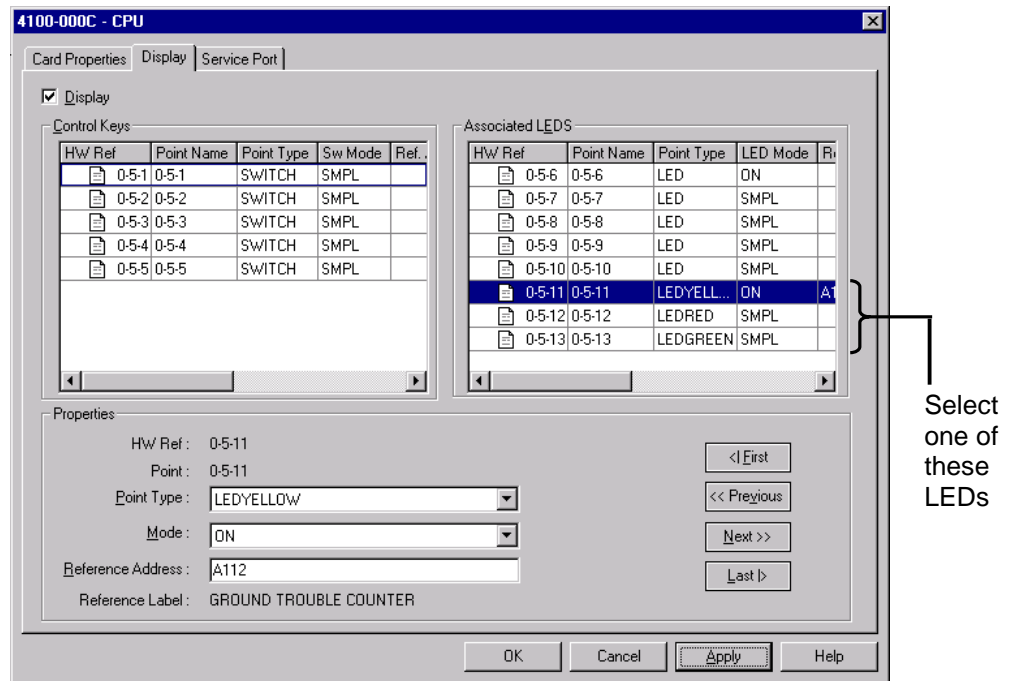 4100-000C - CPU
Card Properties Display Service Port
Display
Control Keys
HW Ref Point Name Point Type Sw Mode Ref.
0-5-1 0-5-1 SWITCH SMPL
0-5-2 0-5-2 SWITCH SMPL
0-5-3 0-5-3 SWITCH SMPL
0-5-4 0-5-4 SWITCH SMPL
0-5-5 0-5-5 SWITCH SMPL
Associated LEDS
HW Ref Point Name Point Type LED Mode
0-5-6 0-5-6 LED ON
0-5-7 0-5-7 LED SMPL
0-5-8 0-5-8 LED SMPL
0-5-9 0-5-9 LED SMPL
0-5-10 0-5-10 LED SMPL
0-5-11 0-5-11 LEDYELL... ON A1
0-5-12 0-5-12 LEDRED SMPL
0-5-13 0-5-13 LEDGREEN SMPL
Select
one of
these
LEDs
Properties
HW Ref : 0-5-11
Point : 0-5-11
Point Type : LEDYELLOW
Mode : ON
Reference Address : A112
Reference Label : GROUND TROUBLE COUNTER
<| First
<< Previous
Next >>
Last |>
OK Cancel Apply Help